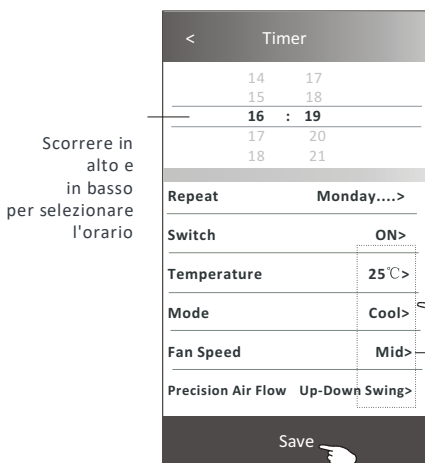 < Timer
14 17
15 18
16 : 19
17 20
18 21
Scorrere in
alto e
in basso
per selezionare
l'orario
Repeat Monday....>
Switch ON>
Temperature 25℃>
Mode Cool>
Fan Speed Mid>
Precision Air Flow Up-Down Swing>
Save